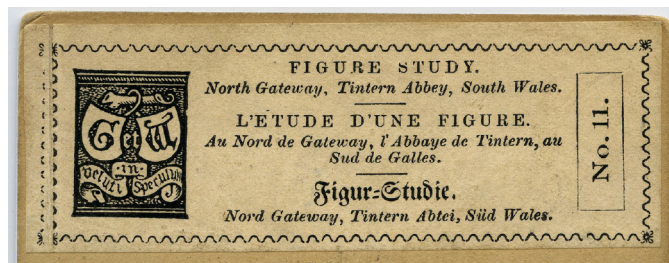 FIGURE STUDY.
North Gateway, Tintern Abbey, South Wales.
L'ETUDE D'UNE FIGURE.
Au Nord de Gateway, l'Abbaye de Tintern, au
Sud de Galles.
Figur-Studie.
Nord Gateway, Tintern Abtei, Süd Wales.
No. 11.
G et W
Veluti in Speculum